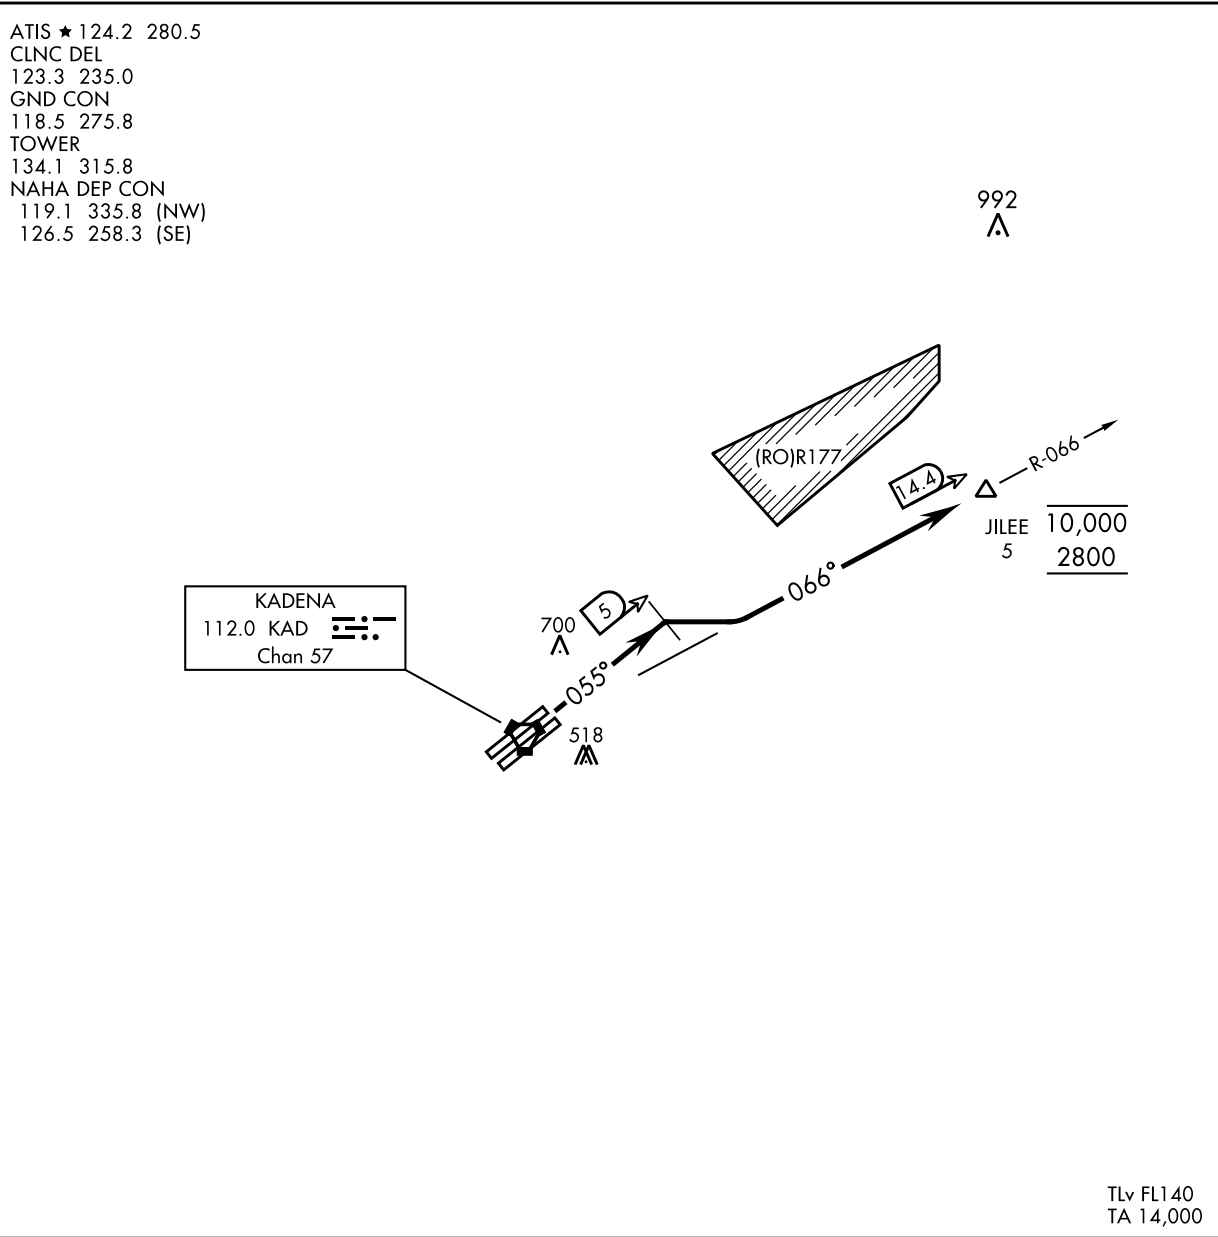 ATIS ★ 124.2 280.5
CLNC DEL
123.3 235.0
GND CON
118.5 275.8
TOWER
134.1 315.8
NAHA DEP CON
119.1 335.8 (NW)
126.5 258.3 (SE)
992
(RO)R177
14.4
R-066
JILEE
5
10,000
2800
066°
KADENA
112.0 KAD
Chan 57
700
5
055°
518
TLv FL140
TA 14,000